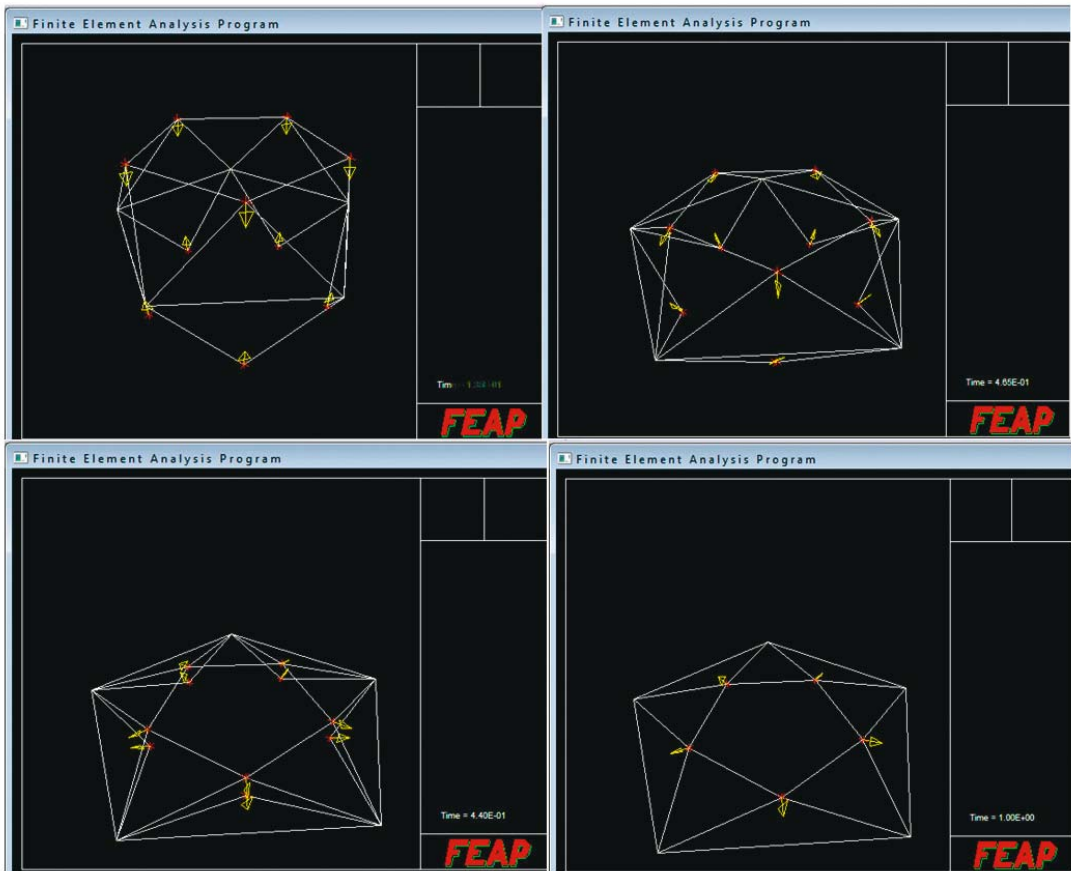 Finite Element Analysis Program
FEAP
Finite Element Analysis Program
Time = 4.65E-01
FEAP
Finite Element Analysis Program
Time = 4.40E-01
FEAP
Finite Element Analysis Program
Time = 1.00E+00
FEAP